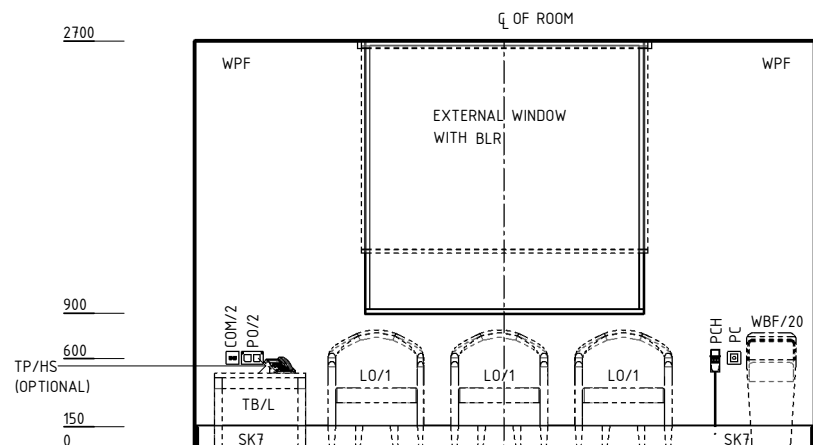 ℄ OF ROOM
2700
WPF
WPF
EXTERNAL WINDOW
WITH BLR
900
COM/2
PO/2
PCH
PC
WBF/20
600
TP/HS
(OPTIONAL)
LO/1
LO/1
LO/1
TB/L
150
0
SK7
SK7